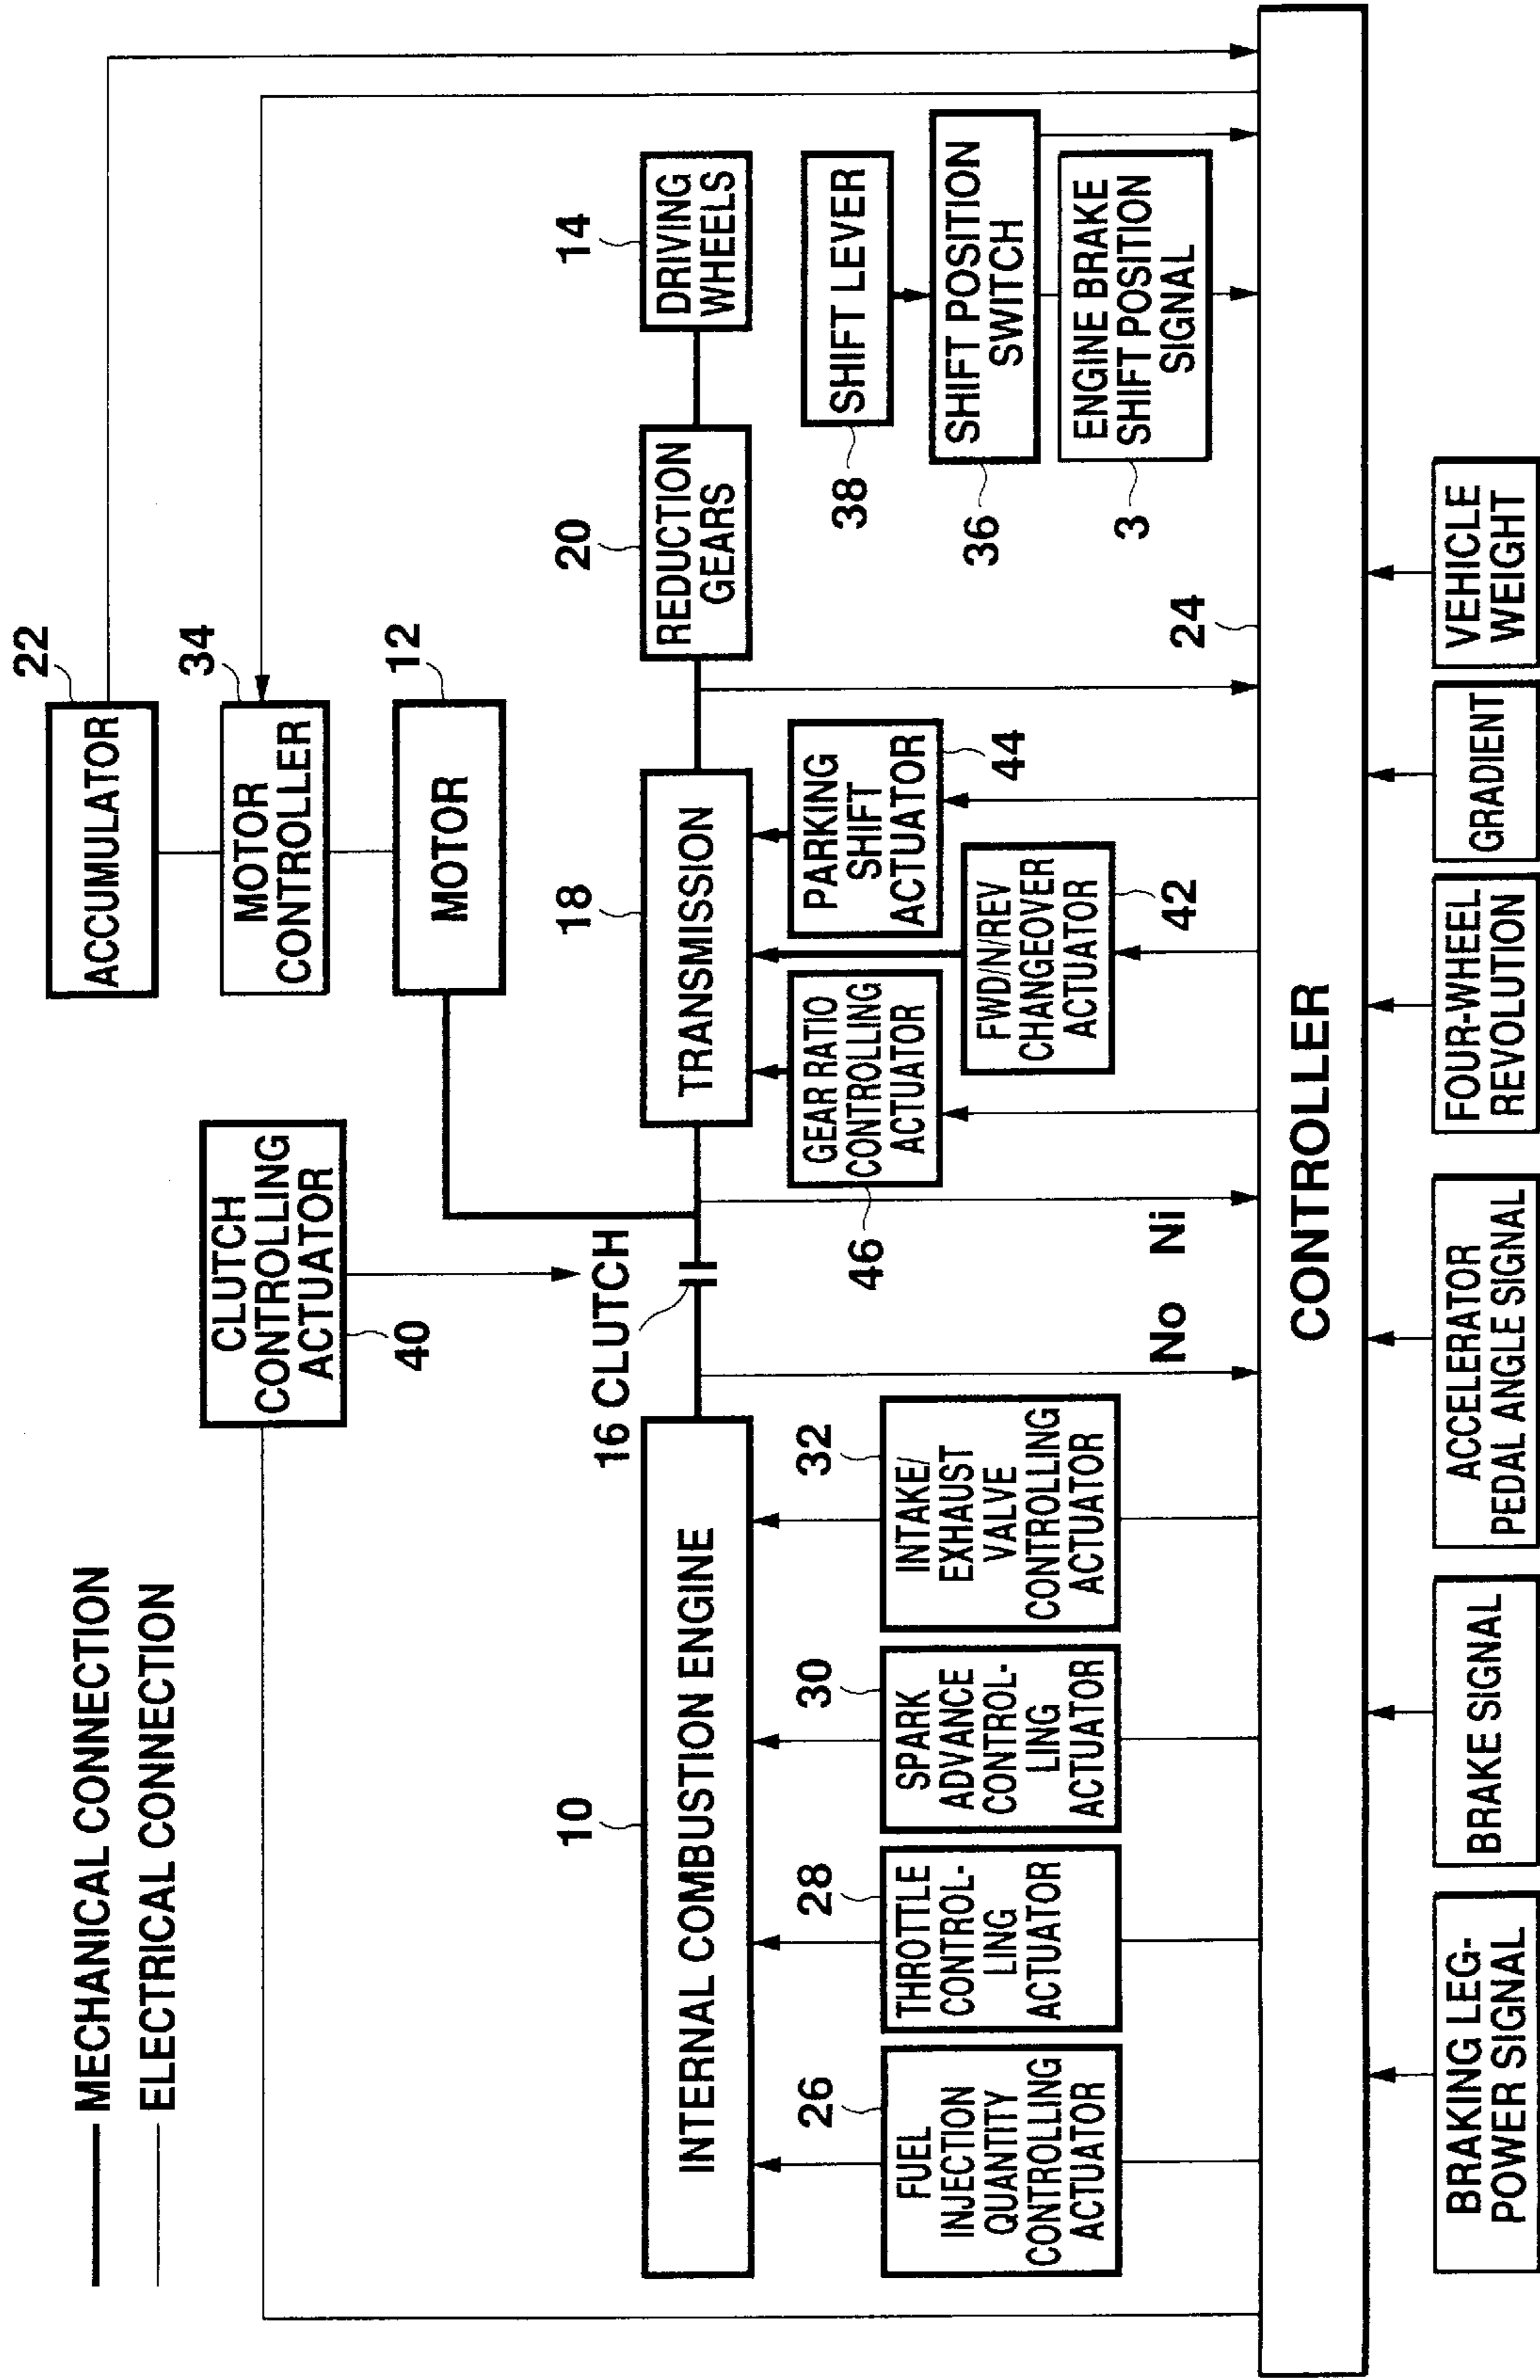 MECHANICAL CONNECTION
ELECTRICAL CONNECTION
CLUTCH
CONTROLLING
ACTUATOR
40
ACCUMULATOR
22
MOTOR
CONTROLLER
34
MOTOR
12
10
INTERNAL COMBUSTION ENGINE
16 CLUTCH
18
TRANSMISSION
20
REDUCTION
GEARS
14
DRIVING
WHEELS
26
FUEL
INJECTION
QUANTITY
CONTROLLING
ACTUATOR
28
THROTTLE
CONTROL-
LING
ACTUATOR
30
SPARK
ADVANCE
CONTROL-
LING
ACTUATOR
32
INTAKE/
EXHAUST
VALVE
CONTROLLING
ACTUATOR
46
GEAR RATIO
CONTROLLING
ACTUATOR
FWD/N/REV
CHANGEOVER
ACTUATOR
42
PARKING
SHIFT
ACTUATOR
44
38
SHIFT LEVER
36
SHIFT POSITION
SWITCH
3
ENGINE BRAKE
SHIFT POSITION
SIGNAL
No
Ni
24
CONTROLLER
BRAKING LEG-
POWER SIGNAL
BRAKE SIGNAL
ACCELERATOR
PEDAL ANGLE SIGNAL
FOUR-WHEEL
REVOLUTION
GRADIENT
VEHICLE
WEIGHT